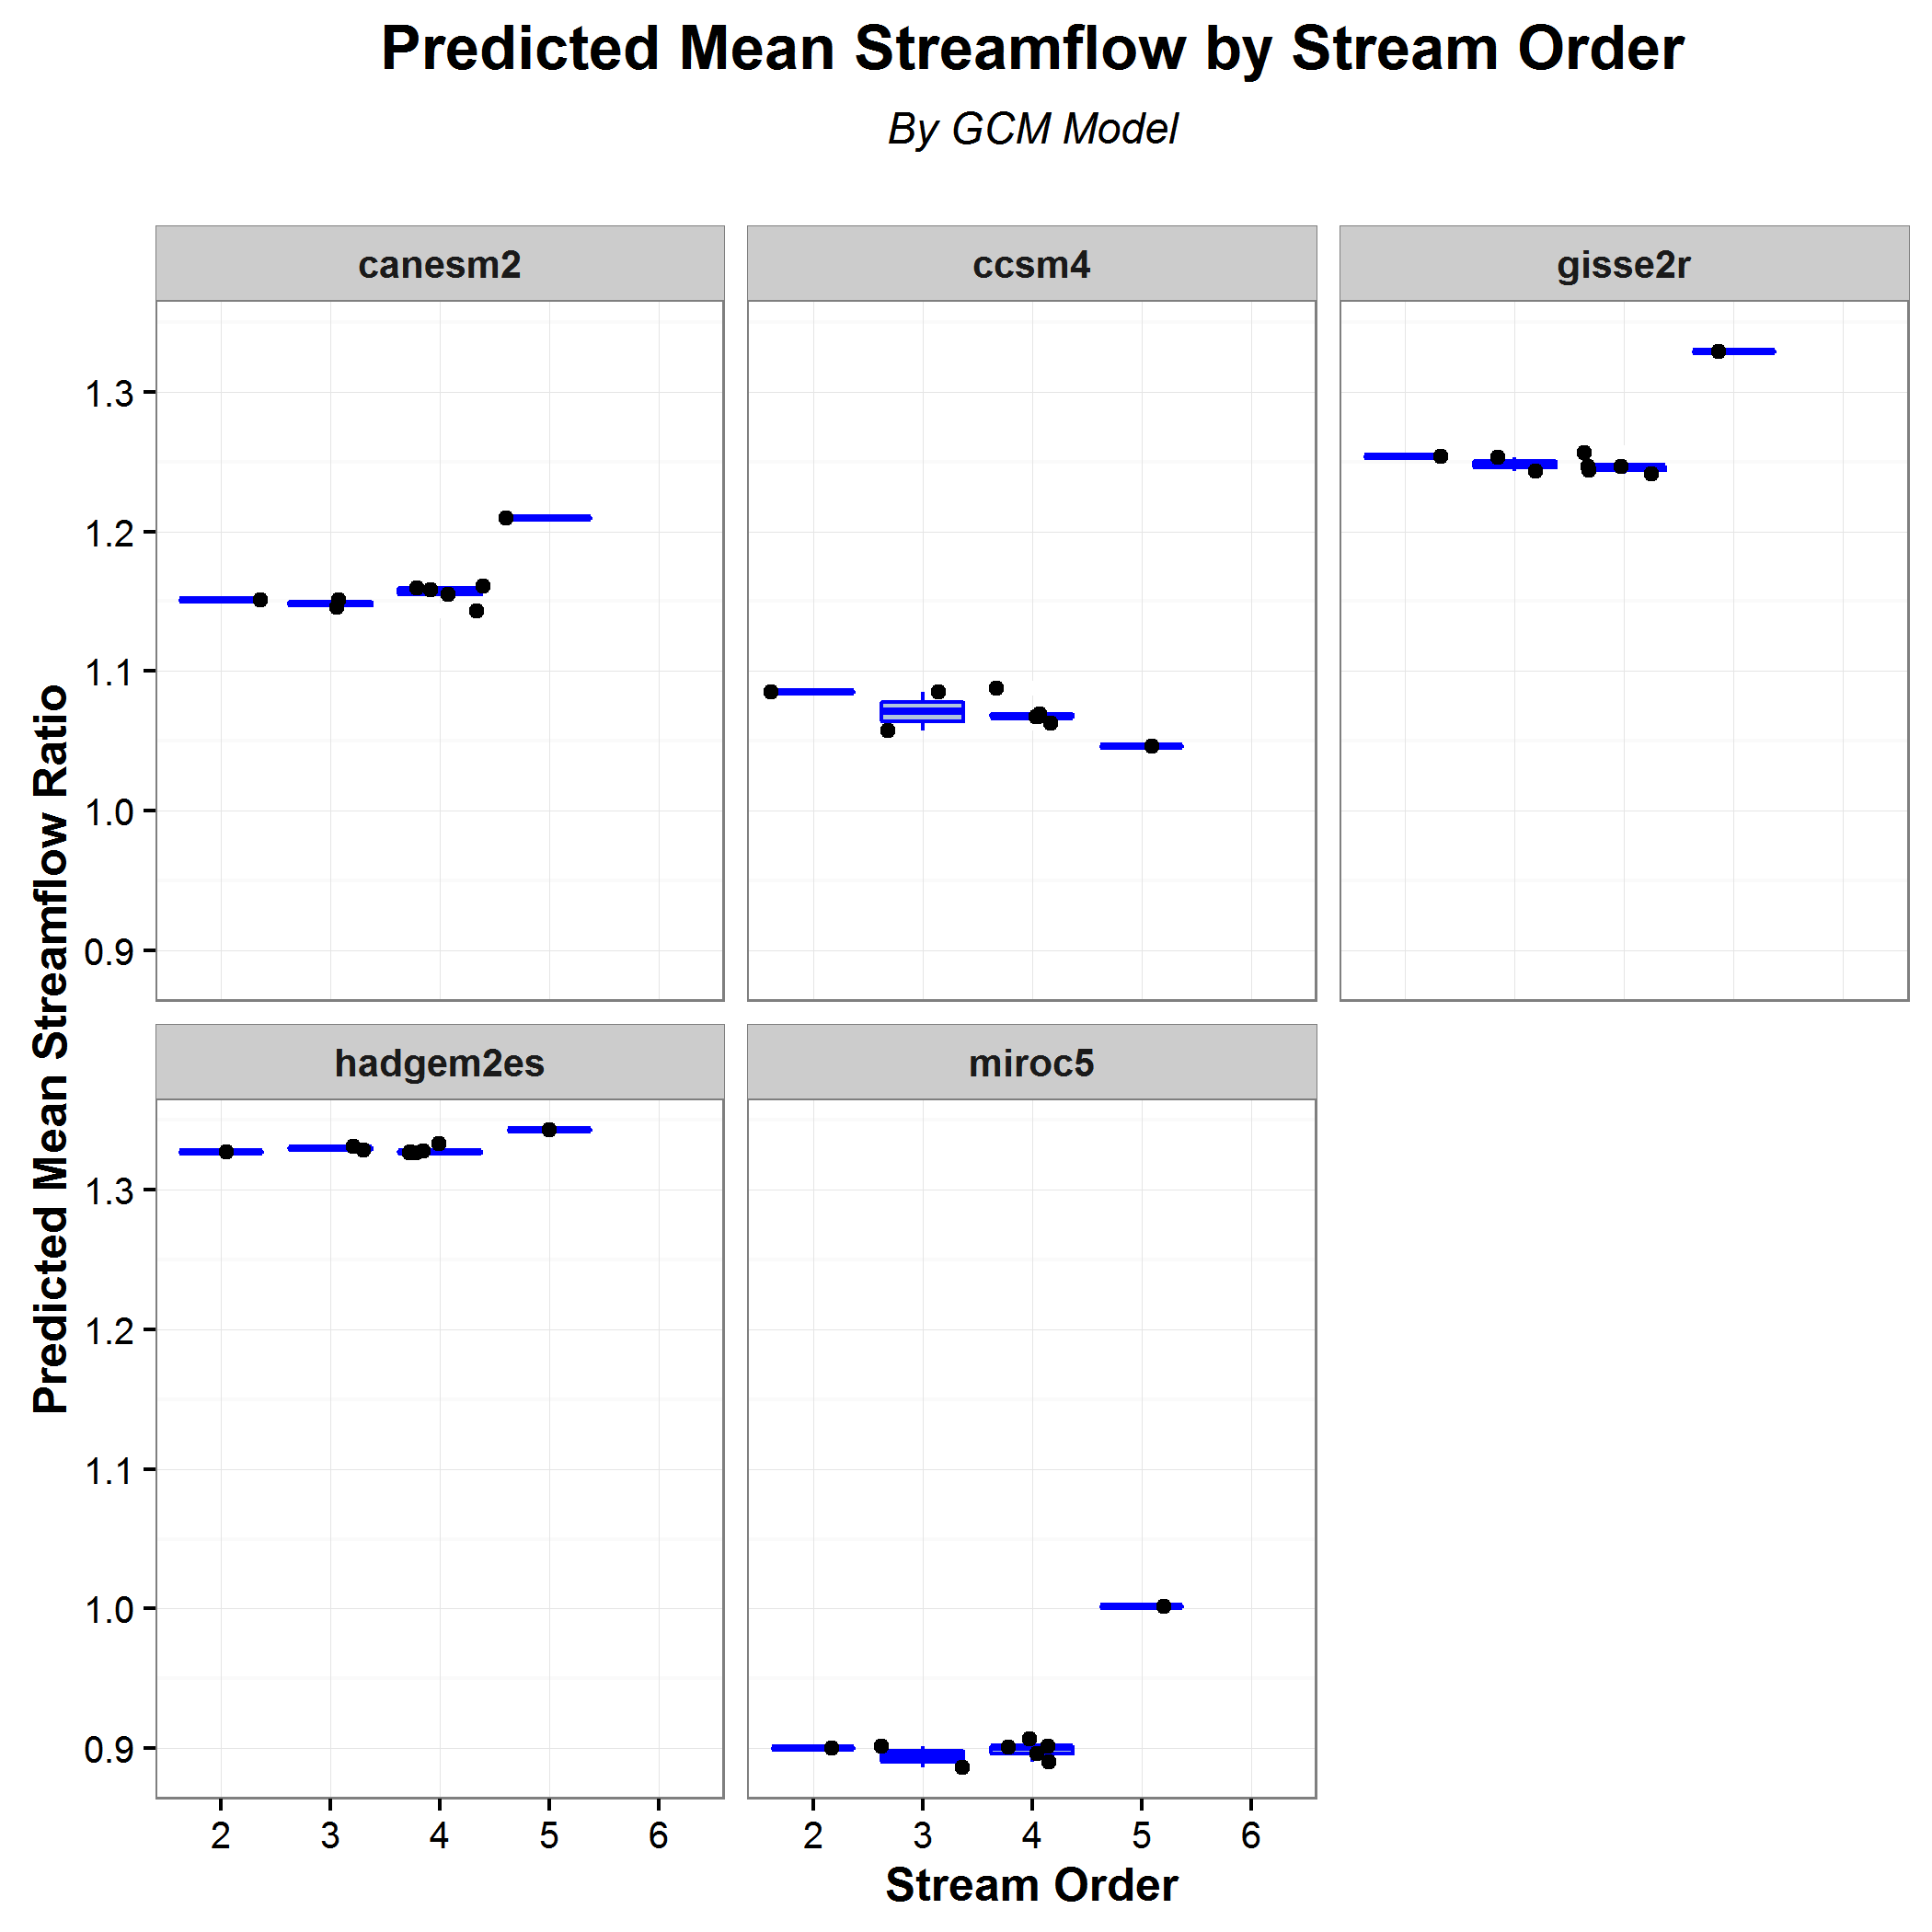 Predicted Mean Streamflow by Stream Order
By GCM Model
canesm2
ccsm4
gisse2r
1.3
1.2
1.1
1.0
0.9
Predicted Mean Streamflow Ratio
hadgem2es
miroc5
1.3
1.2
1.1
1.0
0.9
2 3 4 5 6
2 3 4 5 6
Stream Order